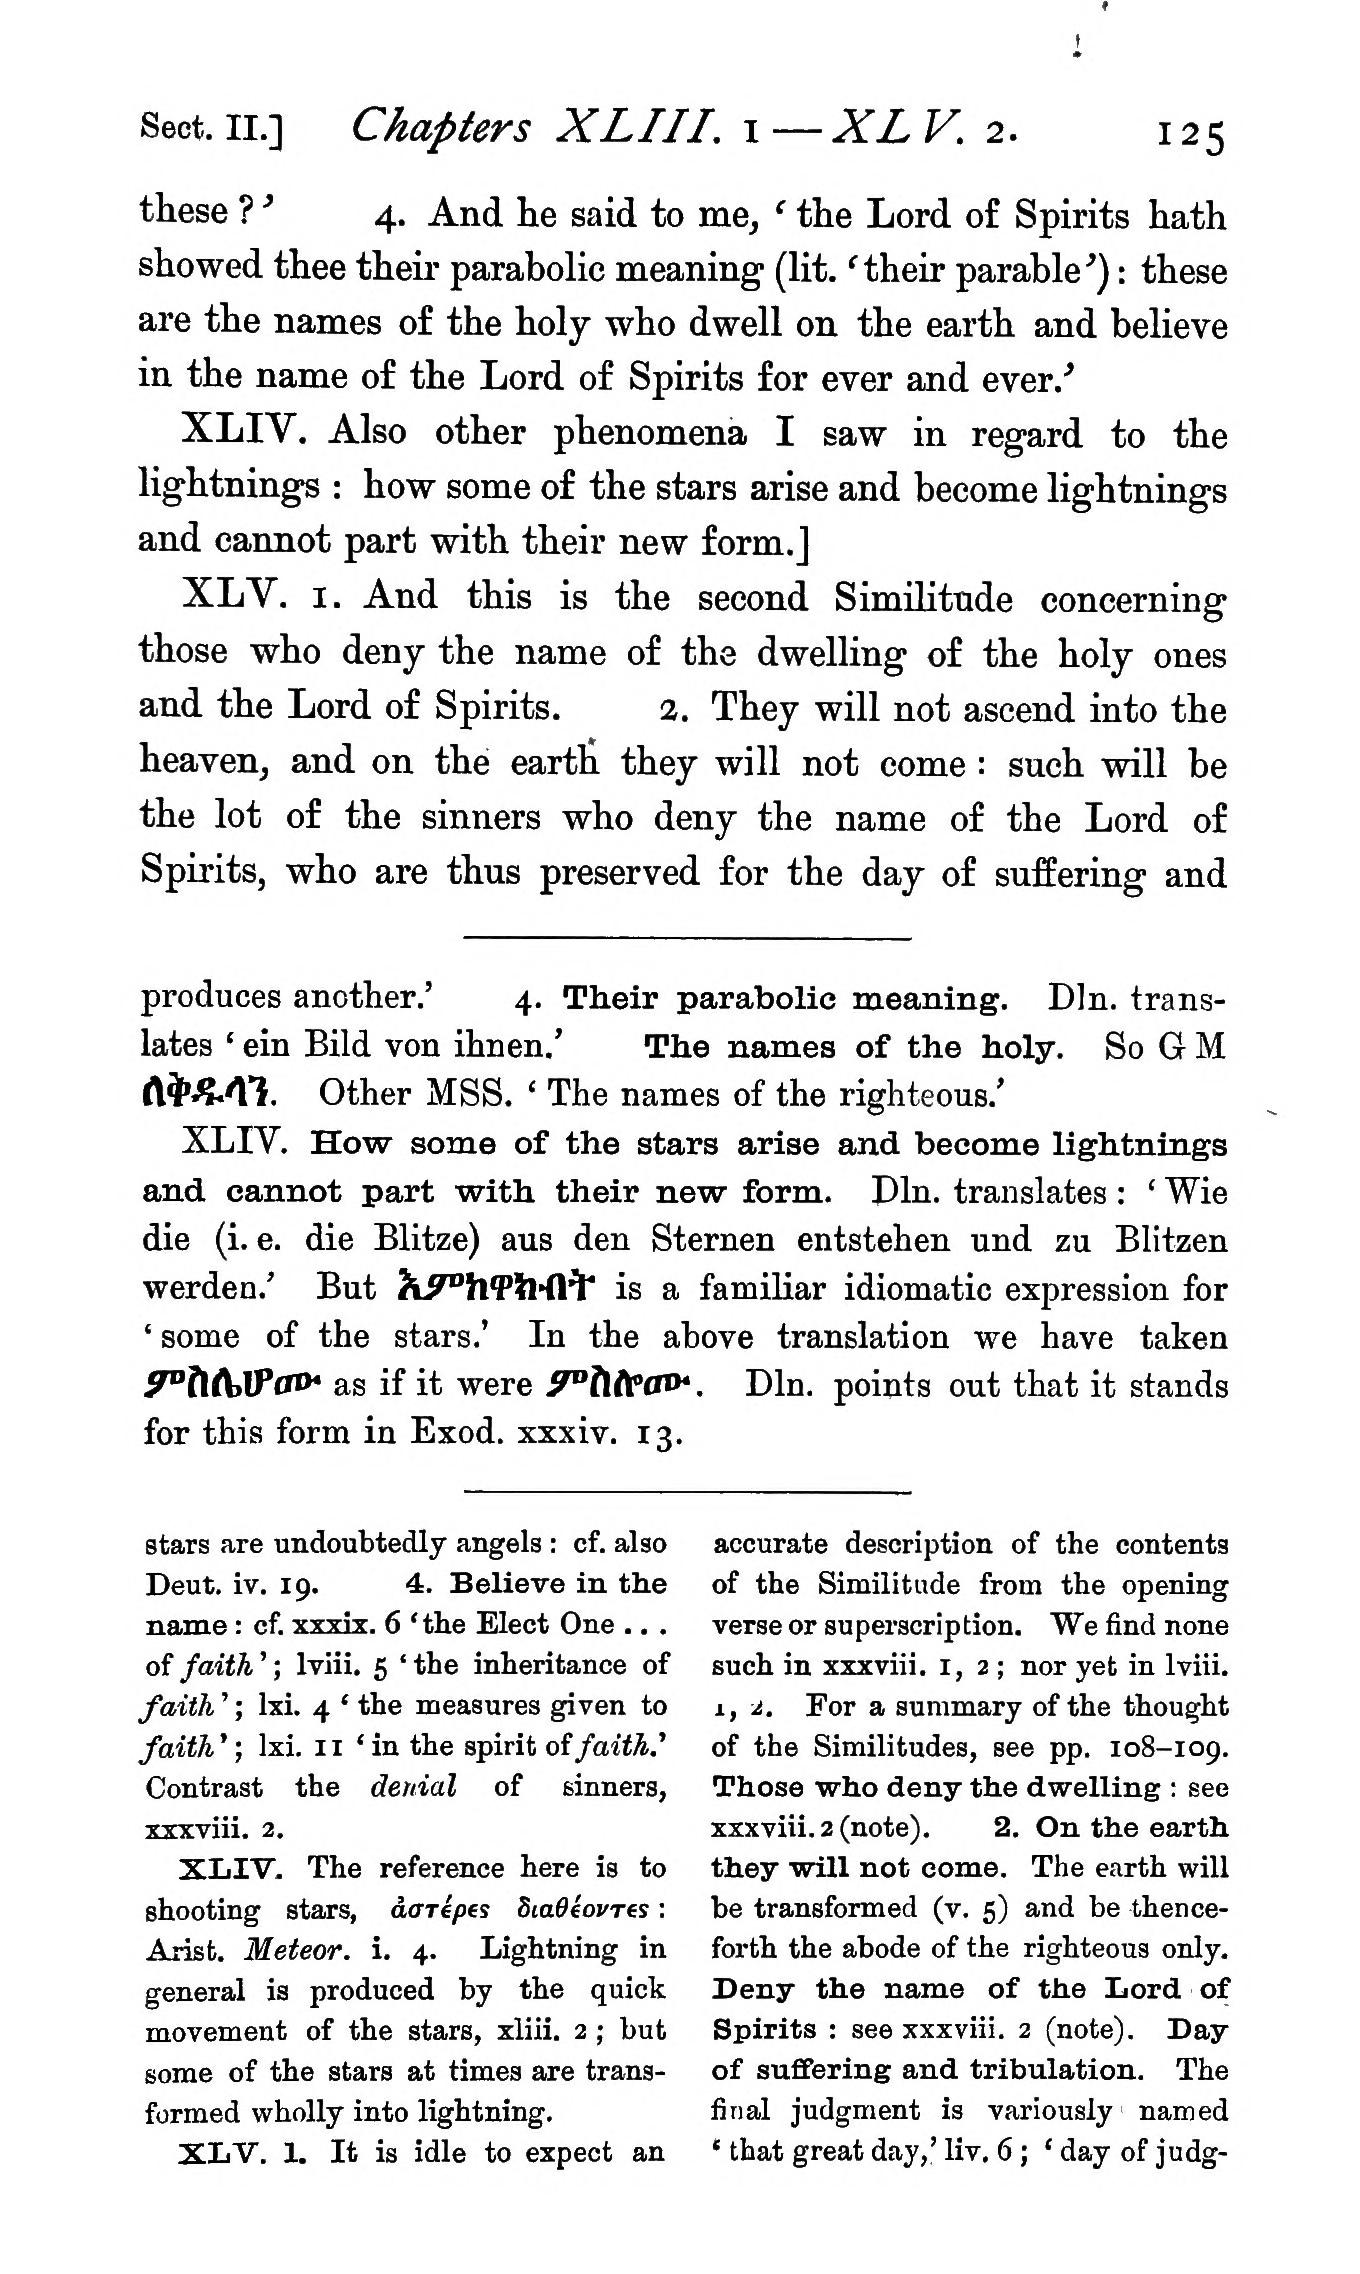 Sect. II.] Chapters XLIII. 1—XLV. 2. 125
these?’ 4. And he said to me, ‘the Lord of Spirits hath
showed thee their parabolic meaning (lit. ‘their parable’): these
are the names of the holy who dwell on the earth and believe
in the name of the Lord of Spirits for ever and ever.’
XLIV. Also other phenomena I saw in regard to the
lightnings: how some of the stars arise and become lightnings
and cannot part with their new form.]
XLV. 1. And this is the second Similitude concerning
those who deny the name of the dwelling of the holy ones
and the Lord of Spirits. 2. They will not ascend into the
heaven, and on the earth they will not come: such will be
the lot of the sinners who deny the name of the Lord of
Spirits, who are thus preserved for the day of suffering and
produces another.’ 4. Their parabolic meaning. Dln. trans-
lates ‘ein Bild von ihnen.’ The names of the holy. So G M
ለቅዱሳን. Other MSS. ‘The names of the righteous.’
XLIV. How some of the stars arise and become lightnings
and cannot part with their new form. Dln. translates: ‘Wie
die (i. e. die Blitze) aus den Sternen entstehen und zu Blitzen
werden.’ But እምከዋክብት is a familiar idiomatic expression for
‘some of the stars.’ In the above translation we have taken
ምስሌሆሙ as if it were ምስሎሙ. Dln. points out that it stands
for this form in Exod. xxxiv. 13.
stars are undoubtedly angels: cf. also
Deut. iv. 19. 4. Believe in the
name: cf. xxxix. 6 ‘the Elect One ...
of faith’; lviii. 5 ‘the inheritance of
faith’; lxi. 4 ‘the measures given to
faith’; lxi. 11 ‘in the spirit of faith.’
Contrast the denial of sinners,
xxxviii. 2.
XLIV. The reference here is to
shooting stars, ἀστέρες διαθέοντες:
Arist. Meteor. i. 4. Lightning in
general is produced by the quick
movement of the stars, xliii. 2; but
some of the stars at times are trans-
formed wholly into lightning.
XLV. 1. It is idle to expect an
accurate description of the contents
of the Similitude from the opening
verse or superscription. We find none
such in xxxviii. 1, 2; nor yet in lviii.
1, 2. For a summary of the thought
of the Similitudes, see pp. 108–109.
Those who deny the dwelling: see
xxxviii. 2 (note). 2. On the earth
they will not come. The earth will
be transformed (v. 5) and be thence-
forth the abode of the righteous only.
Deny the name of the Lord of
Spirits: see xxxviii. 2 (note). Day
of suffering and tribulation. The
final judgment is variously named
‘that great day,’ liv. 6; ‘day of judg-